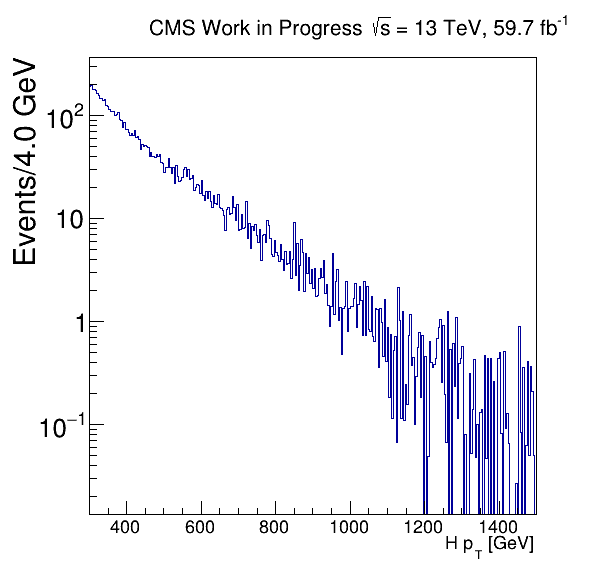 CMS Work in Progress √s = 13 TeV, 59.7 fb⁻¹
Events/4.0 GeV
10²
10
1
10⁻¹
400 600 800 1000 1200 1400
H p_T [GeV]